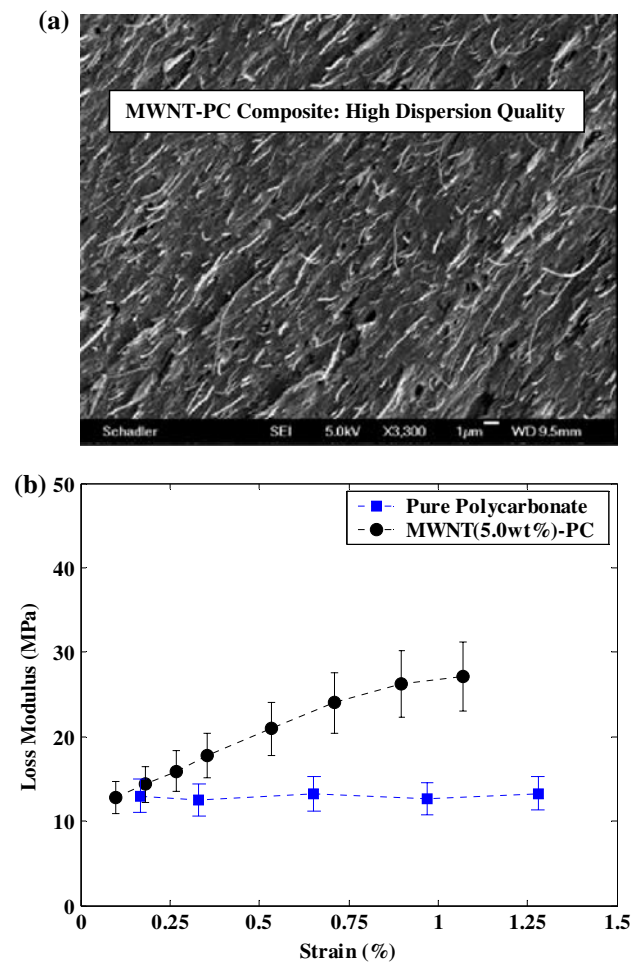 (a)
MWNT-PC Composite: High Dispersion Quality
Schadler SEI 5.0kV X3,300 1μm WD 9.5mm
(b)
50
40
30
20
10
0
Loss Modulus (MPa)
Pure Polycarbonate
MWNT(5.0wt%)-PC
0 0.25 0.5 0.75 1 1.25 1.5
Strain (%)